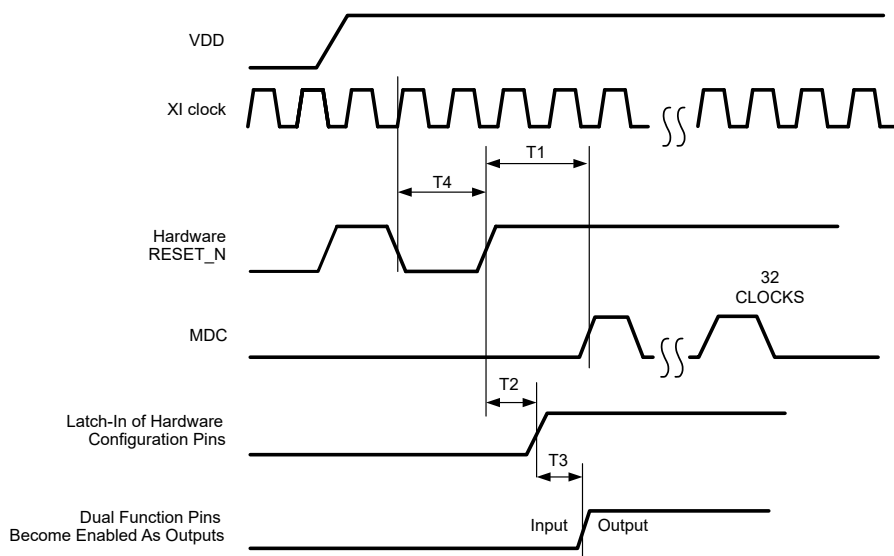 VDD
XI clock
T1
T4
Hardware
RESET_N
32
CLOCKS
MDC
T2
Latch-In of Hardware
Configuration Pins
T3
Dual Function Pins
Become Enabled As Outputs
Input
Output